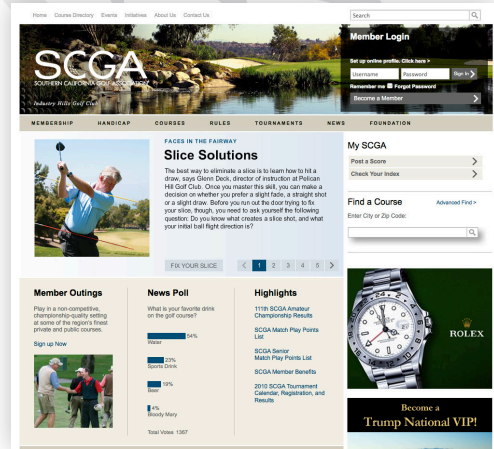 Home Course Directory Events Initiatives About Us Contact Us
Search
SCGA
SOUTHERN CALIFORNIA GOLF ASSOCIATION
Industry Hills Golf Club
Member Login
Set up online profile. Click here >
Username Password Sign In
Remember me Forgot Password
Become a Member
MEMBERSHIP HANDICAP COURSES RULES TOURNAMENTS NEWS FOUNDATION
FACES IN THE FAIRWAY
Slice Solutions
The best way to eliminate a slice is to learn how to hit a
draw, says Glenn Deck, director of instruction at Pelican
Hill Golf Club. Once you master this skill, you can make a
decision on whether you prefer a slight fade, a straight shot
or a slight draw. Before you run out the door trying to fix
your slice, though, you need to ask yourself the following
question: Do you know what creates a slice shot, and what
your initial ball flight direction is?
FIX YOUR SLICE < 1 2 3 4 5 >
My SCGA
Post a Score
Check Your Index
Find a Course Advanced Find >
Enter City or Zip Code:
Member Outings
Play in a non-competitive,
championship-quality setting
at some of the region's finest
private and public courses.
Sign up Now
News Poll
What is your favorite drink
on the golf course?
54%
Water
23%
Sports Drink
19%
Beer
4%
Bloody Mary
Total Votes 1367
Highlights
111th SCGA Amateur
Championship Results
SCGA Match Play Points
List
SCGA Senior
Match Play Points List
SCGA Member Benefits
2010 SCGA Tournament
Calendar, Registration, and
Results
ROLEX
Become a
Trump National VIP!